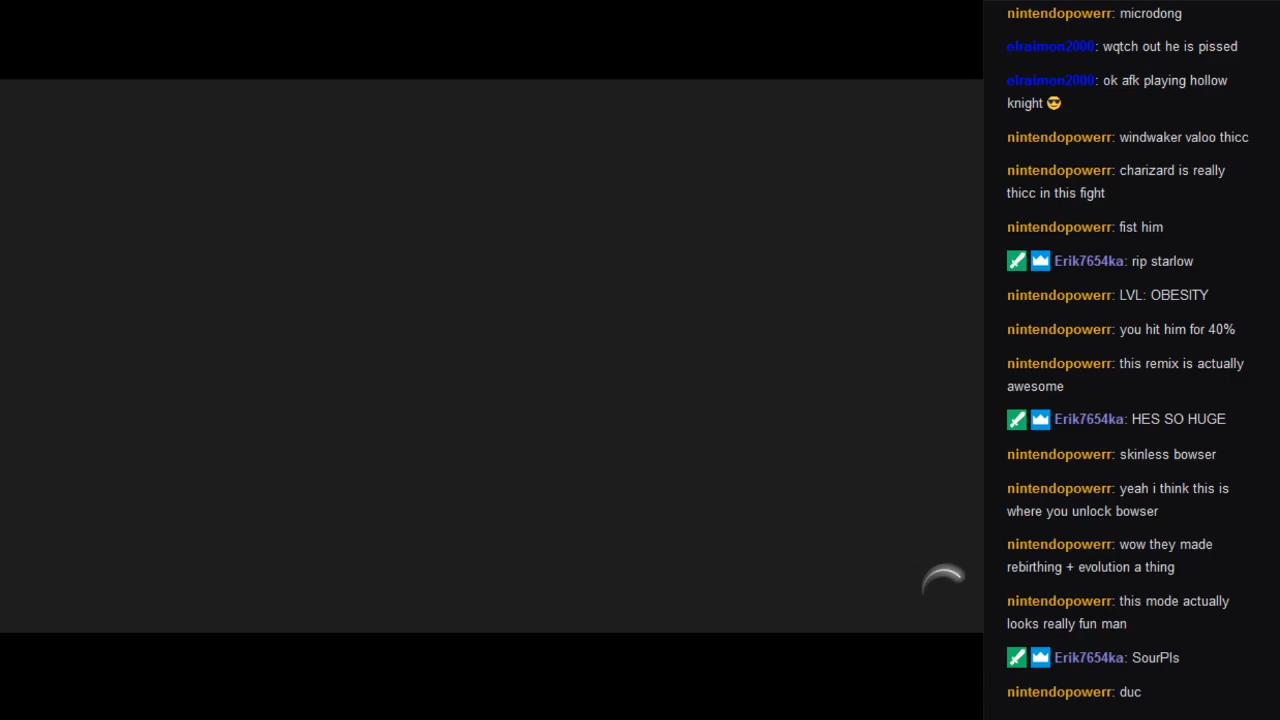 nintendopowerr: microdong
elraimon2000: wqtch out he is pissed
elraimon2000: ok afk playing hollow
knight 😎
nintendopowerr: windwaker valoo thicc
nintendopowerr: charizard is really
thicc in this fight
nintendopowerr: fist him
Erik7654ka: rip starlow
nintendopowerr: LVL: OBESITY
nintendopowerr: you hit him for 40%
nintendopowerr: this remix is actually
awesome
Erik7654ka: HES SO HUGE
nintendopowerr: skinless bowser
nintendopowerr: yeah i think this is
where you unlock bowser
nintendopowerr: wow they made
rebirthing + evolution a thing
nintendopowerr: this mode actually
looks really fun man
Erik7654ka: SourPls
nintendopowerr: duc